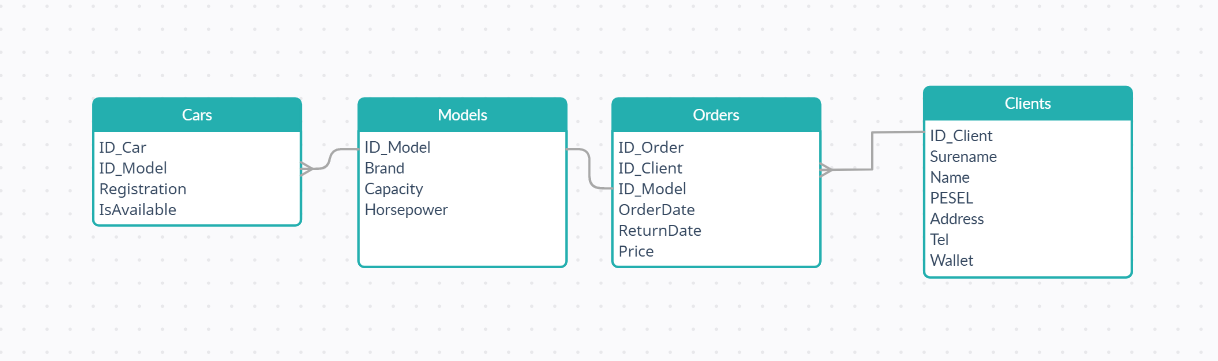 Cars
ID_Car
ID_Model
Registration
IsAvailable
Models
ID_Model
Brand
Capacity
Horsepower
Orders
ID_Order
ID_Client
ID_Model
OrderDate
ReturnDate
Price
Clients
ID_Client
Surename
Name
PESEL
Address
Tel
Wallet